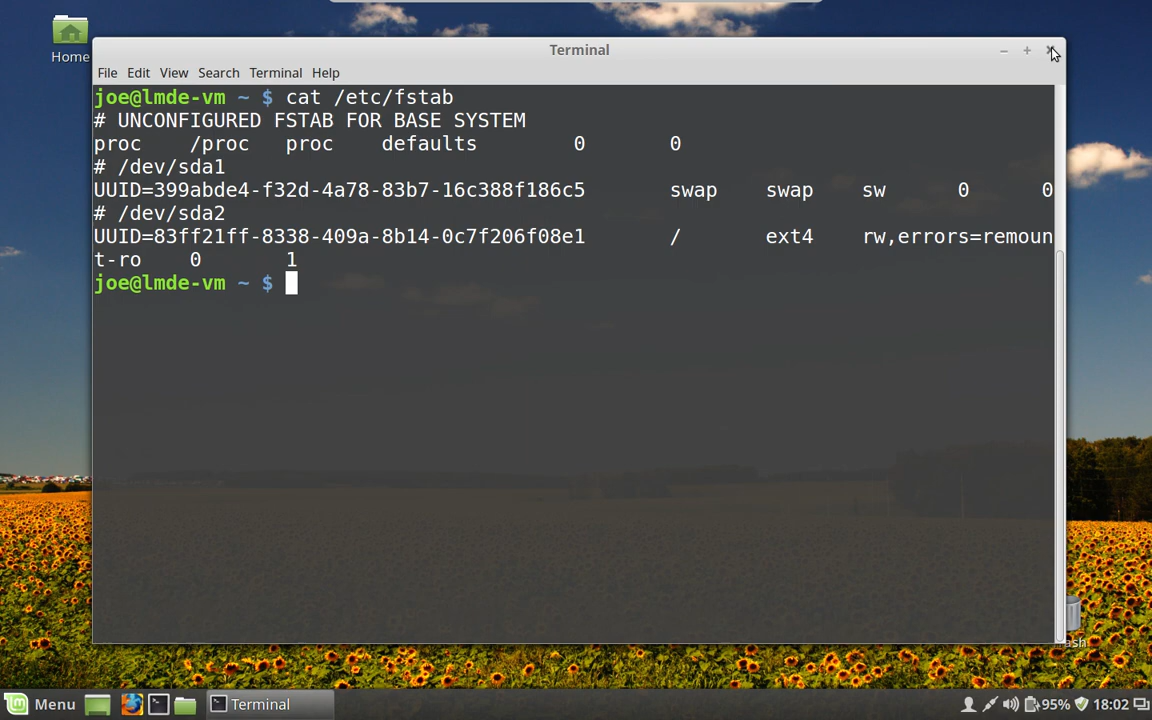 Home
Terminal
File Edit View Search Terminal Help
joe@lmde-vm ~ $ cat /etc/fstab
# UNCONFIGURED FSTAB FOR BASE SYSTEM
proc    /proc   proc    defaults        0       0
# /dev/sda1
UUID=399abde4-f32d-4a78-83b7-16c388f186c5       swap    swap    sw      0      0
# /dev/sda2
UUID=83ff21ff-8338-409a-8b14-0c7f206f08e1       /       ext4    rw,errors=remoun
t-ro    0       1
joe@lmde-vm ~ $
ash
Menu
Terminal
95%
18:02